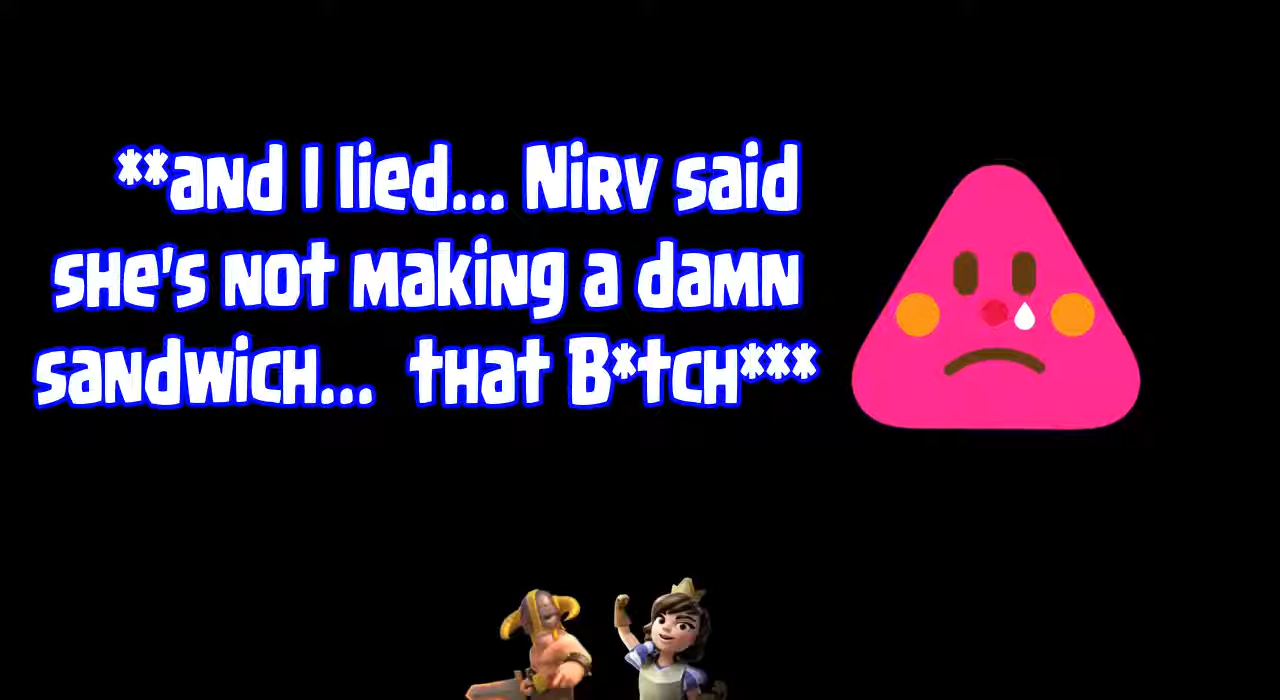 **and I lied... Nirv said
she's not making a damn
sandwich... that B*tch***